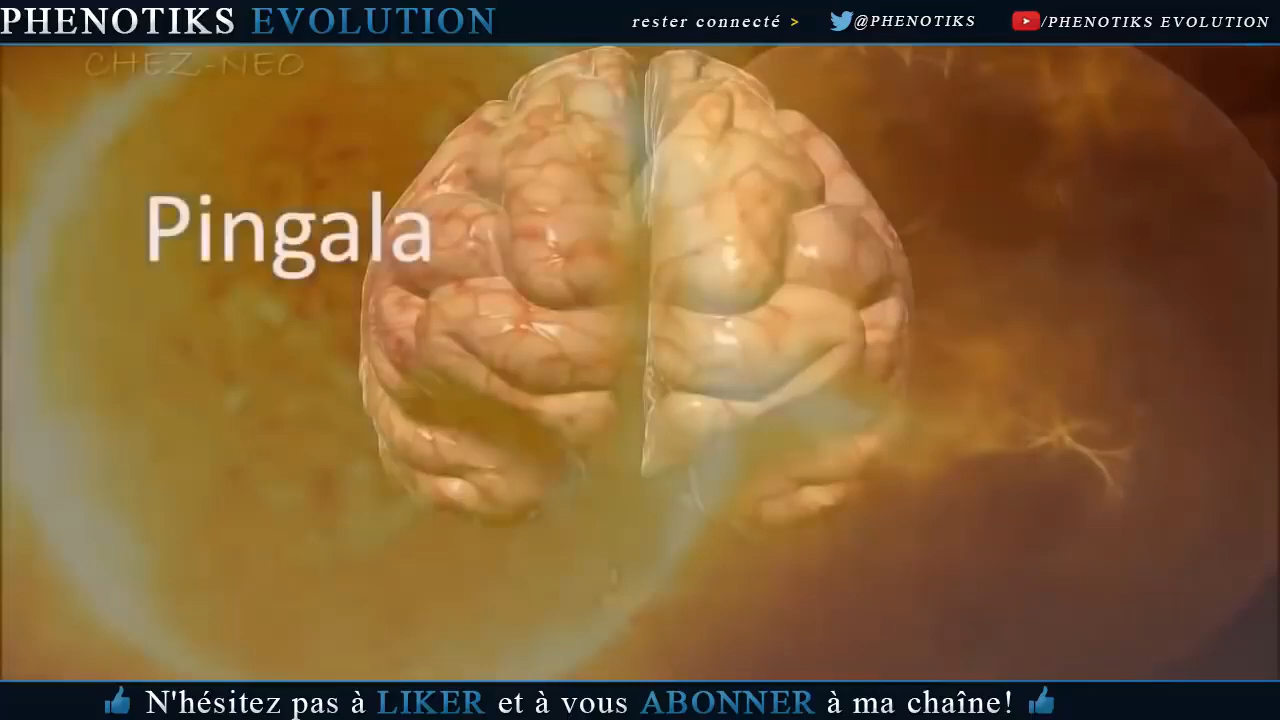 PHENOTIKS EVOLUTION rester connecté > @PHENOTIKS /PHENOTIKS EVOLUTION
CHEZ-NEO
Pingala
N'hésitez pas à LIKER et à vous ABONNER à ma chaîne!